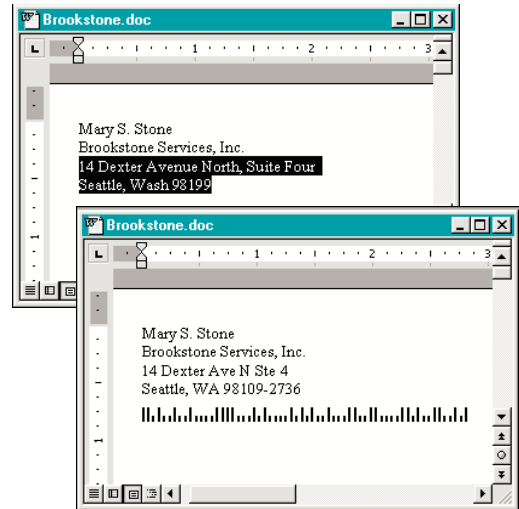 Brookstone.doc
1 2 3
Mary S. Stone
Brookstone Services, Inc.
14 Dexter Avenue North, Suite Four
Seattle, Wash 98199
1
Brookstone.doc
1 2 3
Mary S. Stone
Brookstone Services, Inc.
14 Dexter Ave N Ste 4
Seattle, WA 98109-2736
1